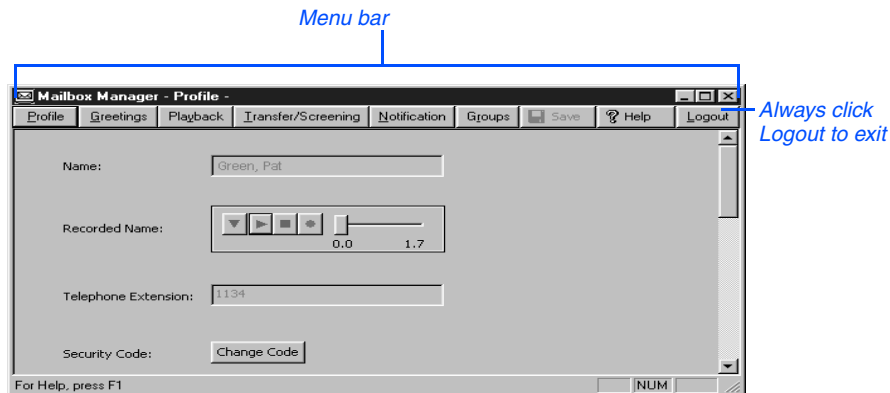 Menu bar
Mailbox Manager - Profile -
Profile Greetings Playback Transfer/Screening Notification Groups Save Help Logout
Always click
Logout to exit
Name: Green, Pat
Recorded Name:
0.0 1.7
Telephone Extension: 1134
Security Code: Change Code
For Help, press F1 NUM